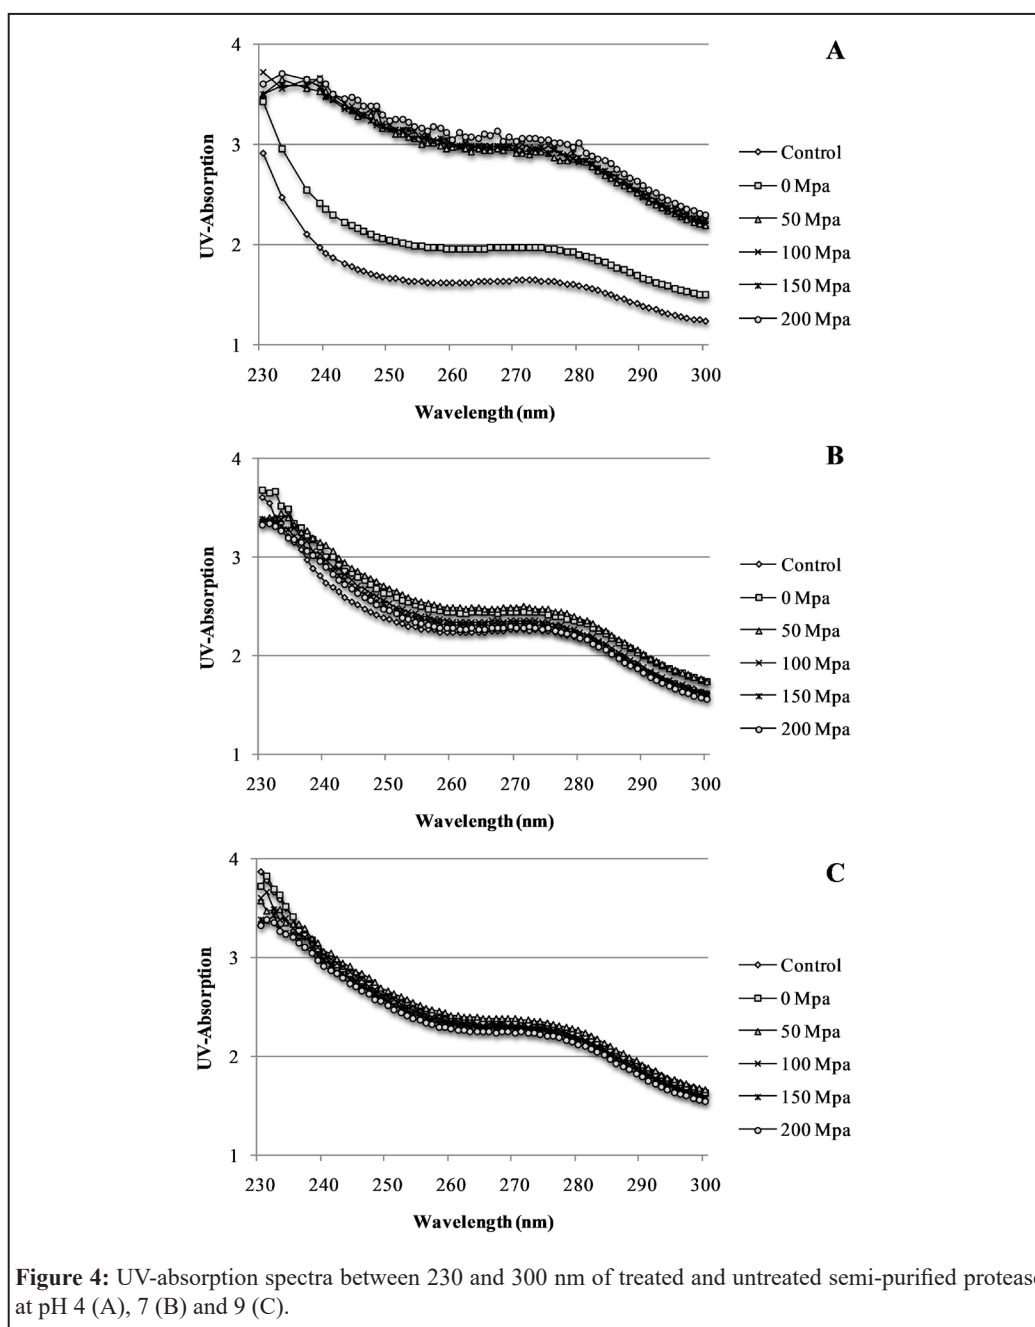 A
4
3
2
1
UV-Absorption
230 240 250 260 270 280 290 300
Wavelength (nm)
Control
0 Mpa
50 Mpa
100 Mpa
150 Mpa
200 Mpa
B
4
3
2
1
UV-Absorption
230 240 250 260 270 280 290 300
Wavelength (nm)
Control
0 Mpa
50 Mpa
100 Mpa
150 Mpa
200 Mpa
C
4
3
2
1
UV-Absorption
230 240 250 260 270 280 290 300
Wavelength (nm)
Control
0 Mpa
50 Mpa
100 Mpa
150 Mpa
200 Mpa
Figure 4: UV-absorption spectra between 230 and 300 nm of treated and untreated semi-purified protease
at pH 4 (A), 7 (B) and 9 (C).